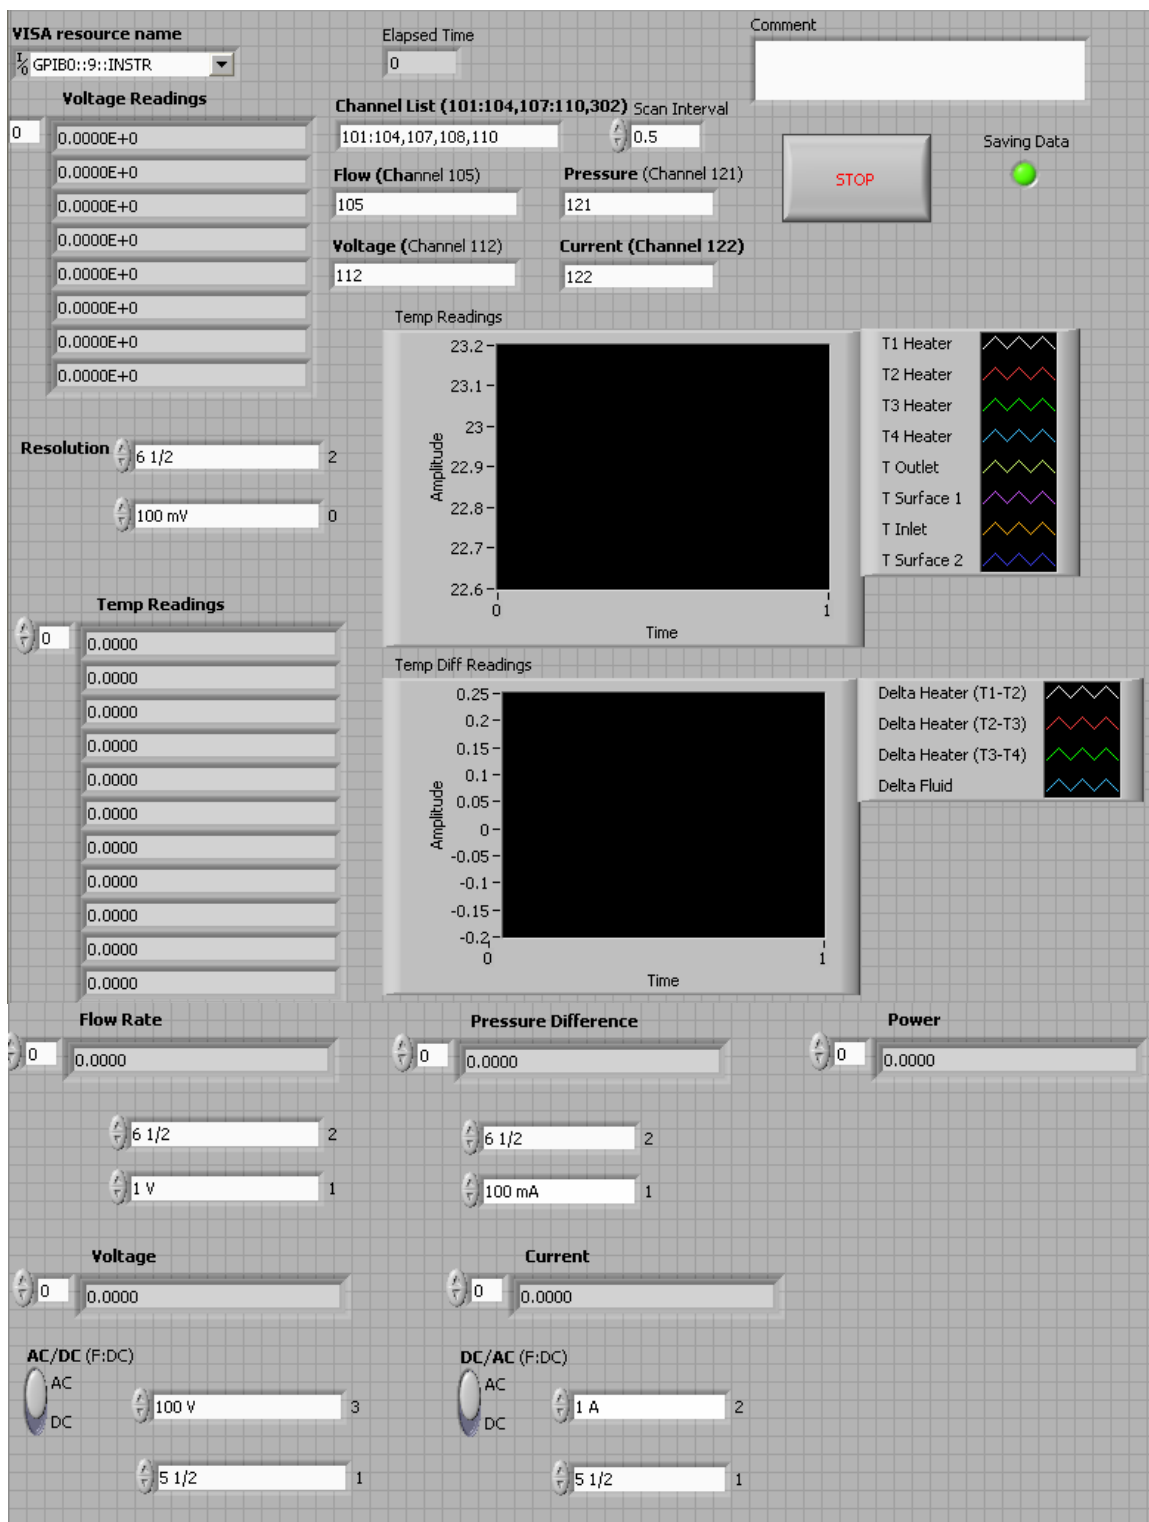 VISA resource name
GPIB0::9::INSTR
Elapsed Time
0
Comment
Voltage Readings
0
0.0000E+0
0.0000E+0
0.0000E+0
0.0000E+0
0.0000E+0
0.0000E+0
0.0000E+0
0.0000E+0
Channel List (101:104,107:110,302)
101:104,107,108,110
Scan Interval
0.5
Flow (Channel 105)
105
Pressure (Channel 121)
121
Voltage (Channel 112)
112
Current (Channel 122)
122
STOP
Saving Data
Resolution
6 1/2
2
100 mV
0
Temp Readings
23.2
23.1
23
22.9
22.8
22.7
22.6
Amplitude
0
1
Time
T1 Heater
T2 Heater
T3 Heater
T4 Heater
T Outlet
T Surface 1
T Inlet
T Surface 2
Temp Readings
0
0.0000
0.0000
0.0000
0.0000
0.0000
0.0000
0.0000
0.0000
0.0000
0.0000
0.0000
Temp Diff Readings
0.25
0.2
0.15
0.1
0.05
0
-0.05
-0.1
-0.15
-0.2
Amplitude
0
1
Time
Delta Heater (T1-T2)
Delta Heater (T2-T3)
Delta Heater (T3-T4)
Delta Fluid
Flow Rate
0
0.0000
6 1/2
2
1 V
1
Pressure Difference
0
0.0000
6 1/2
2
100 mA
1
Power
0
0.0000
Voltage
0
0.0000
AC/DC (F:DC)
AC
DC
100 V
3
5 1/2
1
Current
0
0.0000
DC/AC (F:DC)
AC
DC
1 A
2
5 1/2
1